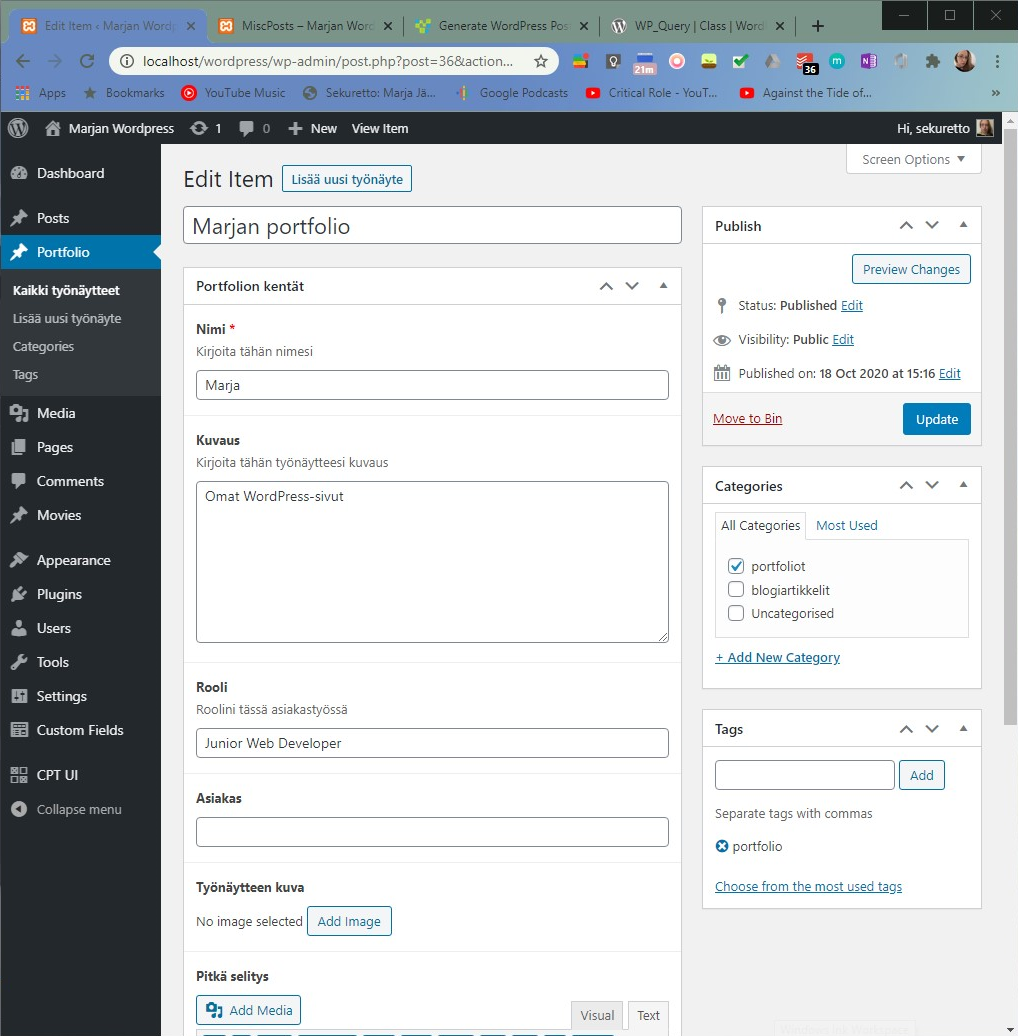 Edit Item ‹ Marjan Wordp
MiscPosts – Marjan Word
Generate WordPress Pos
WP_Query | Class | Word
localhost/wordpress/wp-admin/post.php?post=36&action...
21m
36
m
Apps
Bookmarks
YouTube Music
Sekuretto: Marja Jä...
Google Podcasts
Critical Role - YouT...
Against the Tide of...
»
Marjan Wordpress
1
0
New
View Item
Hi, sekuretto
Dashboard
Posts
Portfolio
Kaikki työnäytteet
Lisää uusi työnäyte
Categories
Tags
Media
Pages
Comments
Movies
Appearance
Plugins
Users
Tools
Settings
Custom Fields
CPT UI
Collapse menu
Screen Options
Edit Item
Lisää uusi työnäyte
Marjan portfolio
Portfolion kentät
Nimi *
Kirjoita tähän nimesi
Marja
Kuvaus
Kirjoita tähän työnäytteesi kuvaus
Omat WordPress-sivut
Rooli
Roolini tässä asiakastyössä
Junior Web Developer
Asiakas
Työnäytteen kuva
No image selected
Add Image
Pitkä selitys
Add Media
Visual
Text
Publish
Preview Changes
Status: Published Edit
Visibility: Public Edit
Published on: 18 Oct 2020 at 15:16 Edit
Move to Bin
Update
Categories
All Categories
Most Used
portfoliot
blogiartikkelit
Uncategorised
+ Add New Category
Tags
Add
Separate tags with commas
portfolio
Choose from the most used tags
Windows Ink Workspace